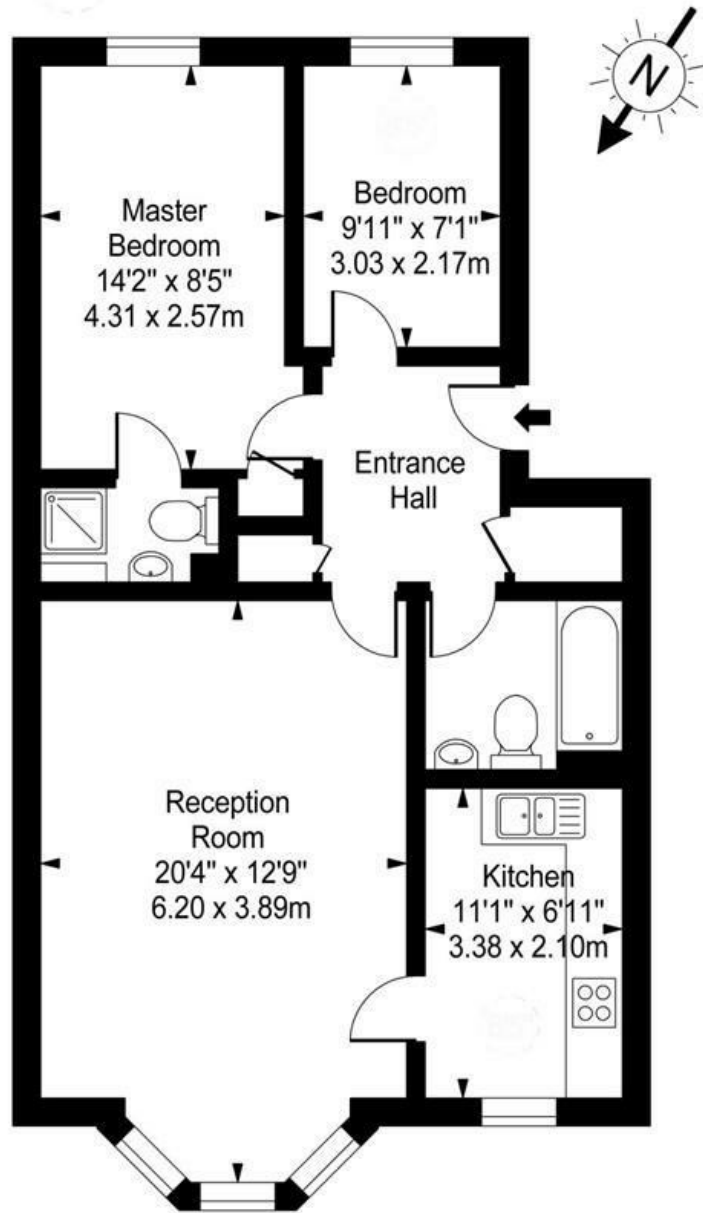 N
Master
Bedroom
14'2" x 8'5"
4.31 x 2.57m
Bedroom
9'11" x 7'1"
3.03 x 2.17m
Entrance
Hall
Reception
Room
20'4" x 12'9"
6.20 x 3.89m
Kitchen
11'1" x 6'11"
3.38 x 2.10m